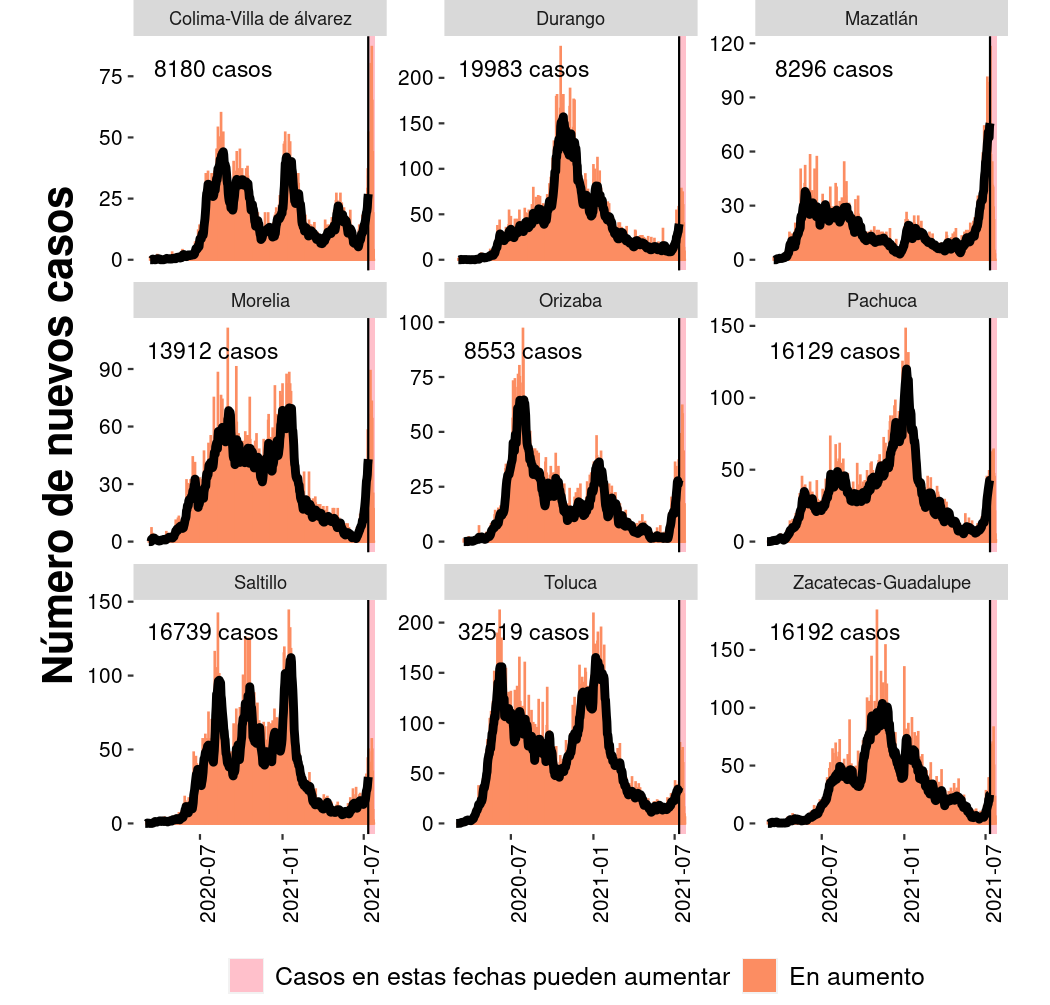 Número de nuevos casos
Colima-Villa de álvarez
Durango
Mazatlán
8180 casos
19983 casos
8296 casos
75
50
25
0
200
150
100
50
0
120
90
60
30
0
Morelia
Orizaba
Pachuca
13912 casos
8553 casos
16129 casos
90
60
30
0
100
75
50
25
0
150
100
50
0
Saltillo
Toluca
Zacatecas-Guadalupe
16739 casos
32519 casos
16192 casos
150
100
50
0
200
150
100
50
0
150
100
50
0
2020-07
2021-01
2021-07
2020-07
2021-01
2021-07
2020-07
2021-01
2021-07
Casos en estas fechas pueden aumentar
En aumento